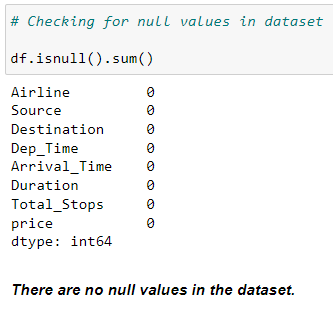 # Checking for null values in dataset
df.isnull().sum()
Airline 0
Source 0
Destination 0
Dep_Time 0
Arrival_Time 0
Duration 0
Total_Stops 0
price 0
dtype: int64
There are no null values in the dataset.